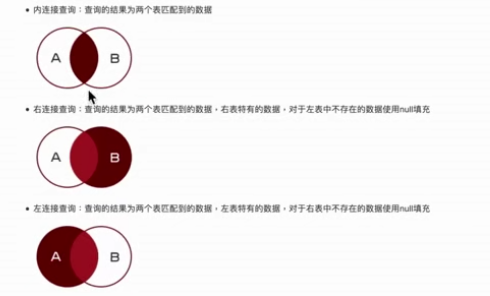 内连接查询：查询的结果为两个表匹配到的数据
A B
右连接查询：查询的结果为两个表匹配到的数据，右表特有的数据，对于左表中不存在的数据使用null填充
A B
左连接查询：查询的结果为两个表匹配到的数据，左表特有的数据，对于右表中不存在的数据使用null填充
A B